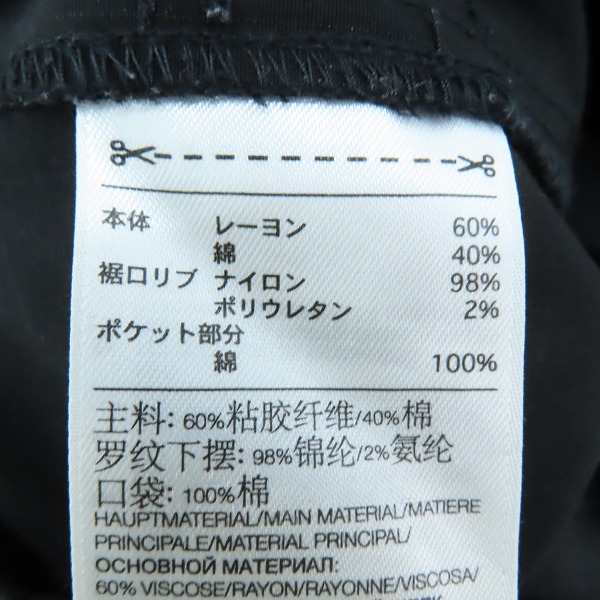 本体 レーヨン 60%
綿 40%
裾口リブ ナイロン 98%
ポリウレタン 2%
ポケット部分
綿 100%
主料: 60%粘胶纤维/40%棉
罗纹下摆: 98%锦纶/2%氨纶
口袋: 100%棉
HAUPTMATERIAL/MAIN MATERIAL/MATIERE
PRINCIPALE/MATERIAL PRINCIPAL/
ОСНОВНОЙ МАТЕРИАЛ:
60% VISCOSE/RAYON/RAYONNE/VISCOSA/